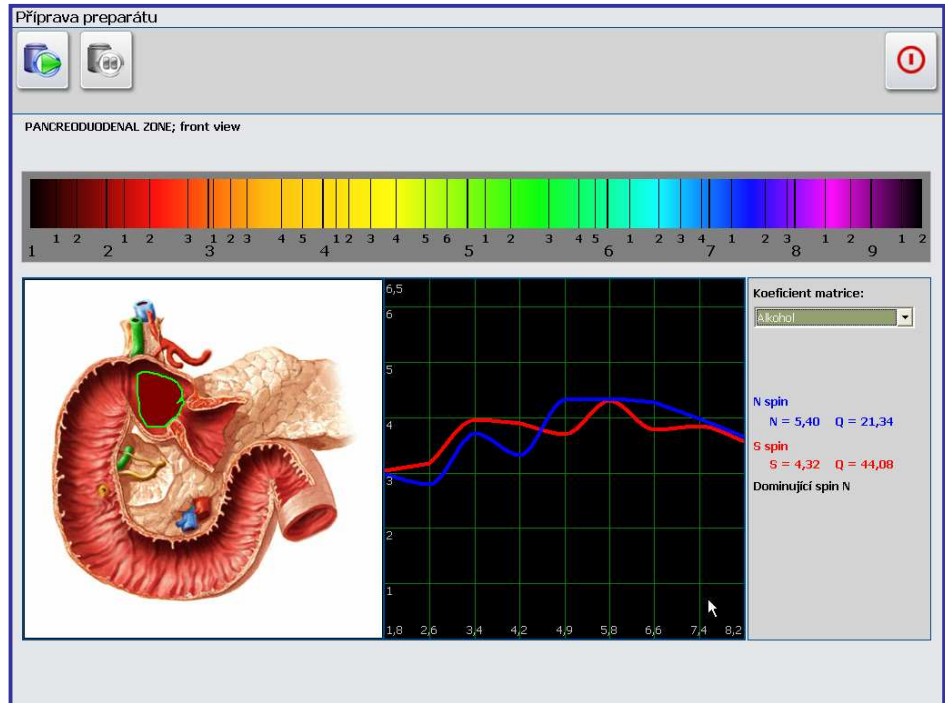 Příprava preparátu
PANCREODUODENAL ZONE; front view
1 2 1 2 3 1 2 3 4 5 1 2 3 4 5 6 1 2 3 4 5 1 2 3 4 1 2 3 1 2 1 2
1 2 3 4 5 6 7 8 9
6,5
6
5
4
3
2
1
1,8 2,6 3,4 4,2 4,9 5,8 6,6 7,4 8,2
Koeficient matrice:
Alkohol
N spin
N = 5,40 Q = 21,34
S spin
S = 4,32 Q = 44,08
Dominující spin N